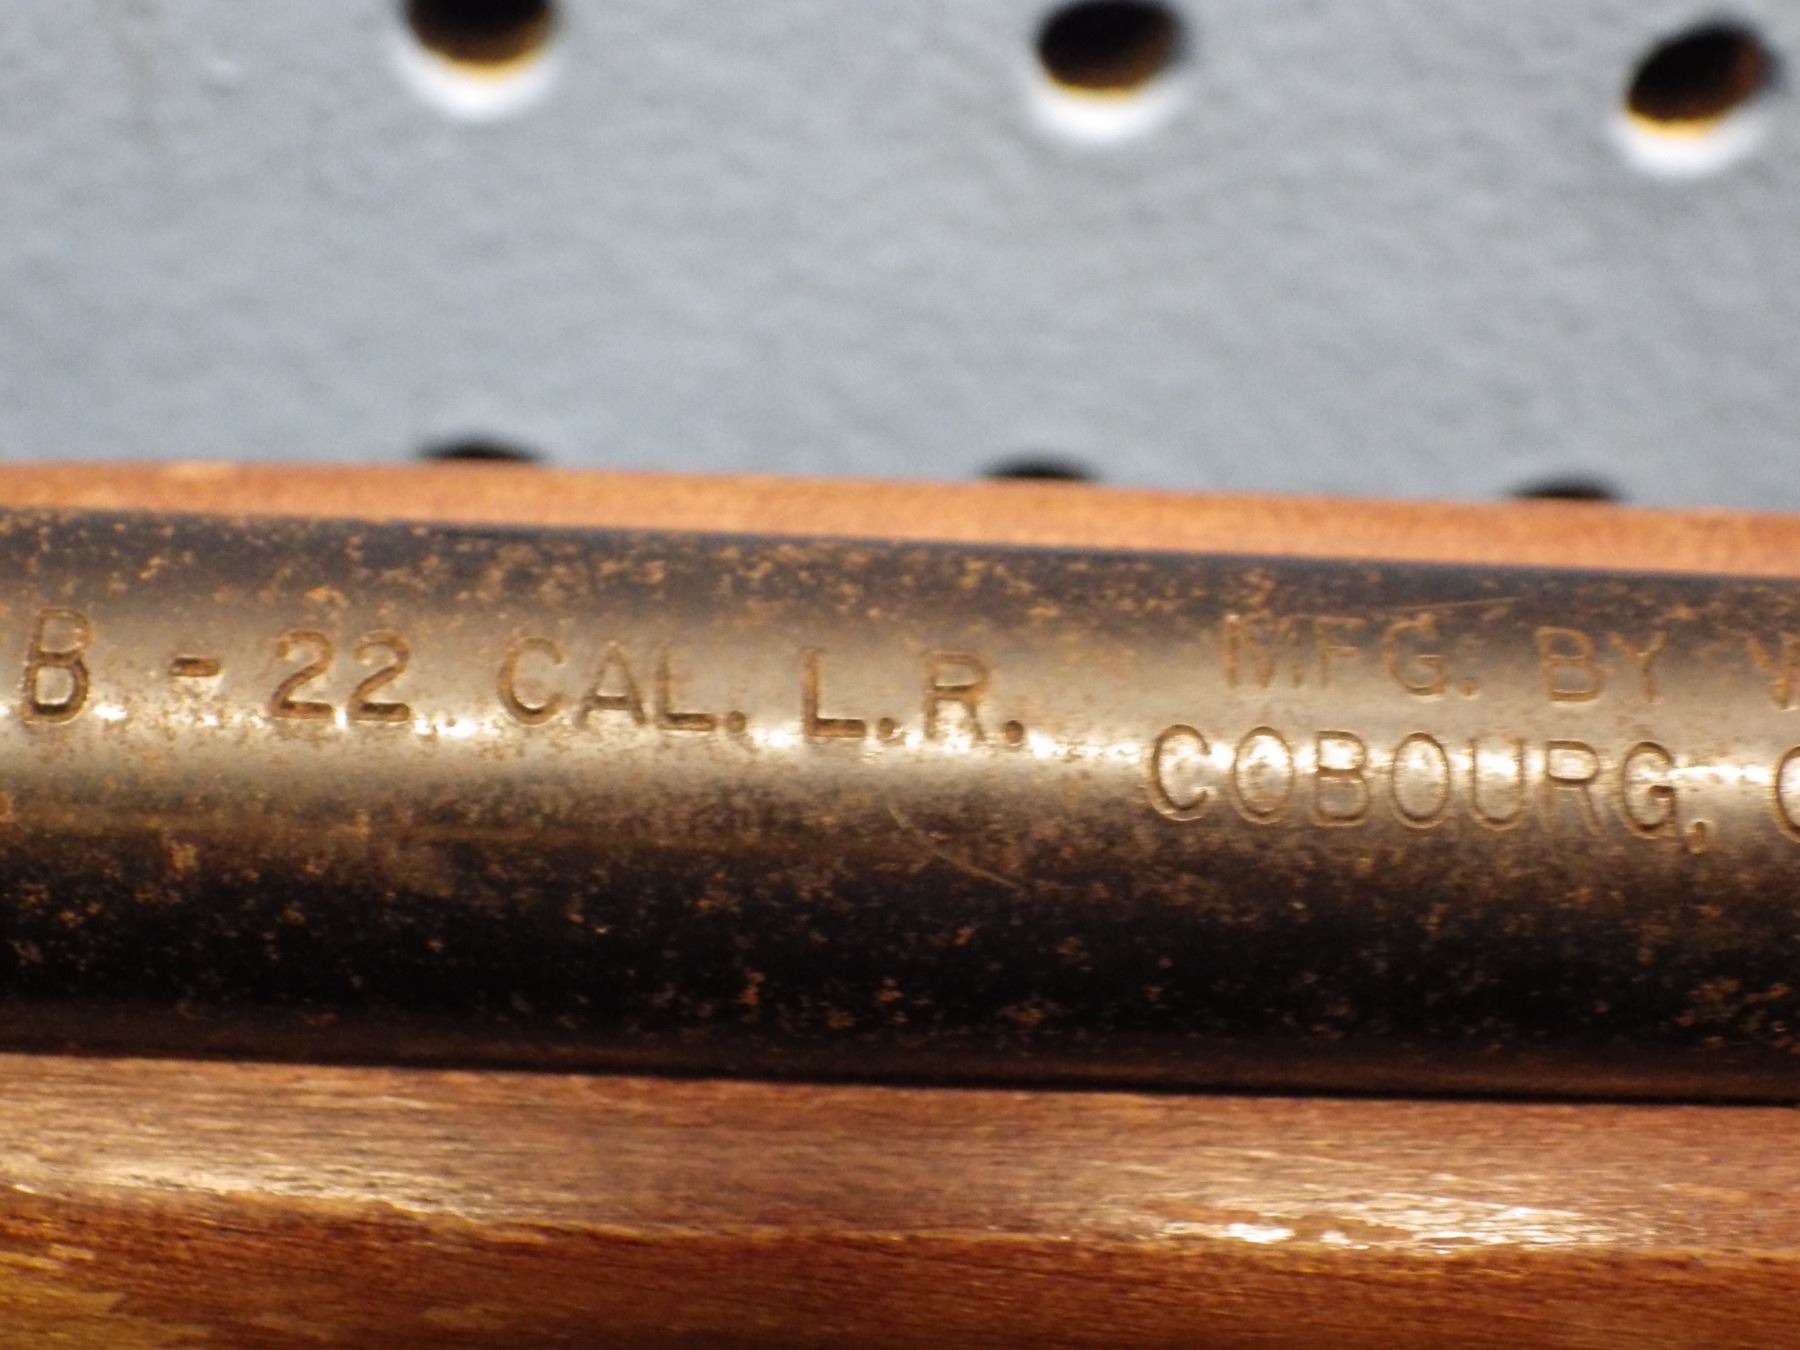 B - 22 CAL. L.R.
MFG. BY
COBOURG,